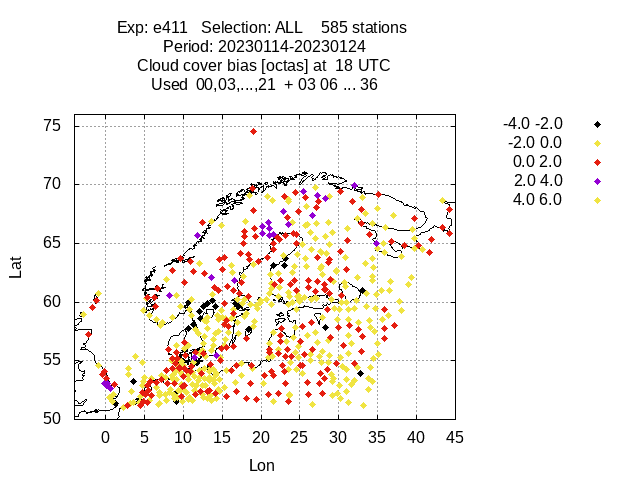 Exp: e411 Selection: ALL 585 stations
Period: 20230114-20230124
Cloud cover bias [octas] at 18 UTC
Used 00,03,...,21 + 03 06 ... 36
-4.0 -2.0
-2.0 0.0
0.0 2.0
2.0 4.0
4.0 6.0
75
70
65
60
55
50
Lat
0 5 10 15 20 25 30 35 40 45
Lon